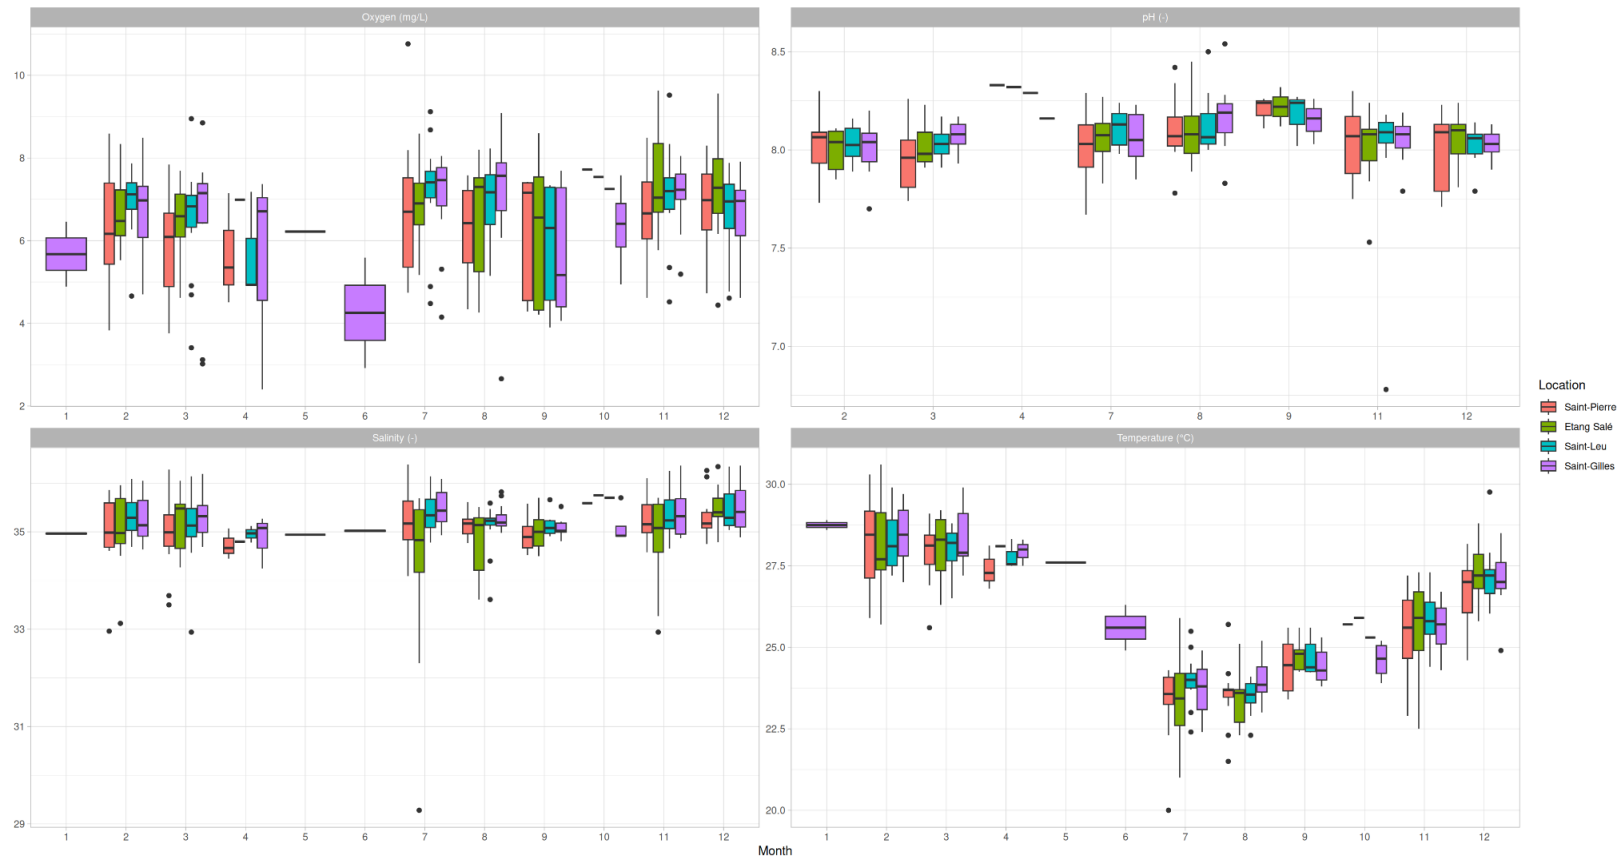 Oxygen (mg/L)
10
8
6
4
2
1 2 3 4 5 6 7 8 9 10 11 12
pH (-)
8.5
8.0
7.5
7.0
2 3 4 7 8 9 11 12
Salinity (-)
35
33
31
29
1 2 3 4 5 6 7 8 9 10 11 12
Temperature (°C)
30.0
27.5
25.0
22.5
20.0
1 2 3 4 5 6 7 8 9 10 11 12
Month
Location
Saint-Pierre
Etang Salé
Saint-Leu
Saint-Gilles